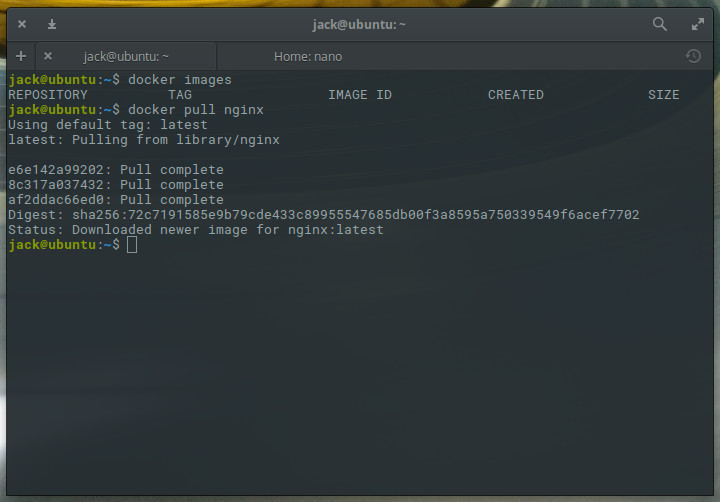 jack@ubuntu: ~
jack@ubuntu: ~ Home: nano
jack@ubuntu:~$ docker images
REPOSITORY TAG IMAGE ID CREATED SIZE
jack@ubuntu:~$ docker pull nginx
Using default tag: latest
latest: Pulling from library/nginx
e6e142a99202: Pull complete
8c317a037432: Pull complete
af2ddac66ed0: Pull complete
Digest: sha256:72c7191585e9b79cde433c89955547685db00f3a8595a750339549f6acef7702
Status: Downloaded newer image for nginx:latest
jack@ubuntu:~$